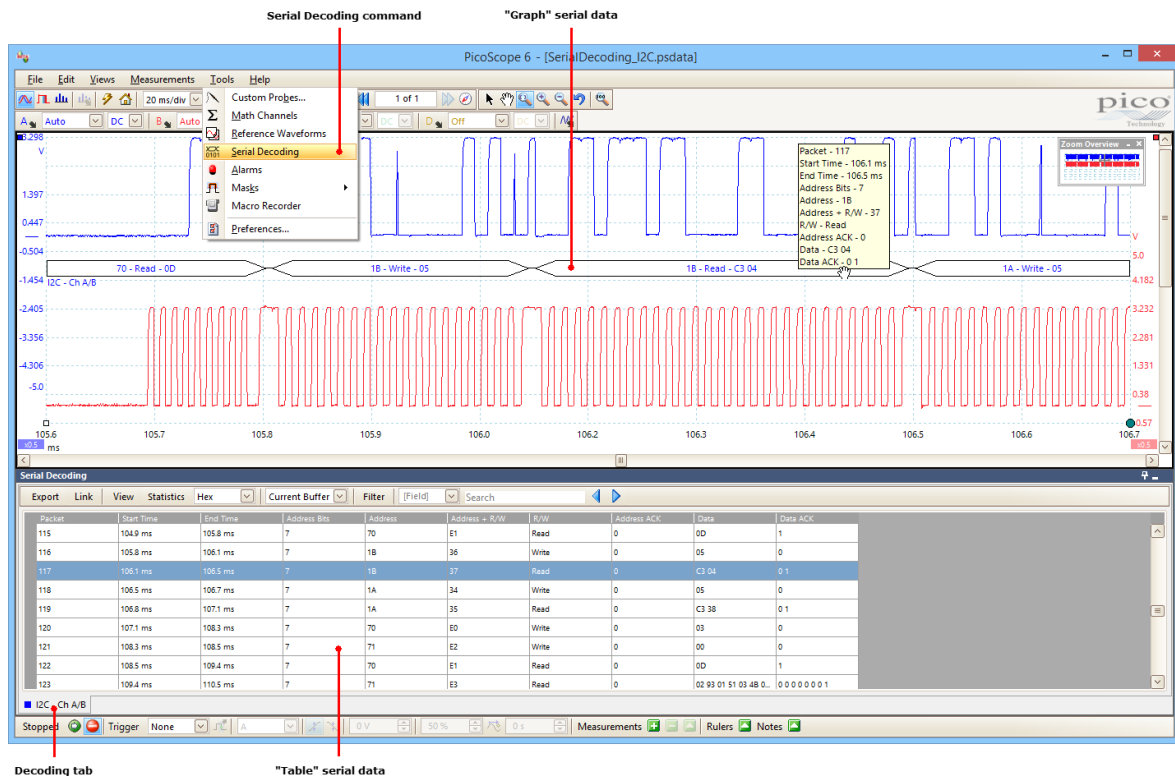 Serial Decoding command
"Graph" serial data
PicoScope 6 - [SerialDecoding_I2C.psdata]
File Edit Views Measurements Tools Help
20 ms/div
1 of 1
pico
Technology
A Auto DC B Auto
DC D Off DC
Custom Probes...
Math Channels
Reference Waveforms
Serial Decoding
Alarms
Masks
Macro Recorder
Preferences...
Zoom Overview
Packet - 117
Start Time - 106.1 ms
End Time - 106.5 ms
Address Bits - 7
Address - 1B
Address + R/W - 37
R/W - Read
Address ACK - 0
Data - C3 04
Data ACK - 0 1
3.298
V
1.397
0.447
-0.504
-1.454
-2.405
-3.356
-4.306
-5.0
V
5.0
4.182
3.232
2.281
1.331
0.38
-0.57
70 - Read - 0D
1B - Write - 05
1B - Read - C3 04
1A - Write - 05
I2C - Ch A/B
105.6 105.7 105.8 105.9 106.0 106.2 106.3 106.4 106.5 106.6 106.7
x0.5 ms x0.5
Serial Decoding
Export Link View Statistics Hex Current Buffer Filter [Field] Search
Packet Start Time End Time Address Bits Address Address + R/W R/W Address ACK Data Data ACK
115 104.9 ms 105.8 ms 7 70 E1 Read 0 0D 1
116 105.8 ms 106.1 ms 7 1B 36 Write 0 05 0
117 106.1 ms 106.5 ms 7 1B 37 Read 0 C3 04 0 1
118 106.5 ms 106.7 ms 7 1A 34 Write 0 05 0
119 106.8 ms 107.1 ms 7 1A 35 Read 0 C3 38 0 1
120 107.1 ms 108.3 ms 7 70 E0 Write 0 03 0
121 108.3 ms 108.5 ms 7 71 E2 Write 0 00 0
122 108.5 ms 109.4 ms 7 70 E1 Read 0 0D 1
123 109.4 ms 110.5 ms 7 71 E3 Read 0 02 93 01 51 03 4B 0... 0 0 0 0 0 0 0 1
I2C - Ch A/B
Stopped Trigger None A 0 V 50 % 0 s Measurements Rulers Notes
Decoding tab
"Table" serial data